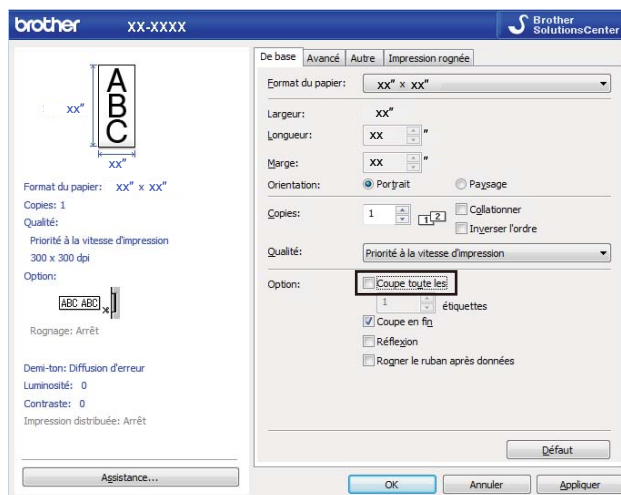 brother XX-XXXX
Brother
SolutionsCenter
A
B
C
xx"
xx"
Format du papier: xx" x xx"
Copies: 1
Qualité:
Priorité à la vitesse d'impression
300 x 300 dpi
Option:
ABC ABC
Rognage: Arrêt
Demi-ton: Diffusion d'erreur
Luminosité: 0
Contraste: 0
Impression distribuée: Arrêt
Assistance...
De base Avancé Autre Impression rognée
Format du papier: xx" x xx"
Largeur: xx"
Longueur: xx "
Marge: xx "
Orientation: Portrait Paysage
Copies: 1 1 2 Collationner
Inverser l'ordre
Qualité: Priorité à la vitesse d'impression
Option: Coupe toute les
1 étiquettes
Coupe en fin
Réflexion
Rogner le ruban après données
Défaut
OK Annuler Appliquer